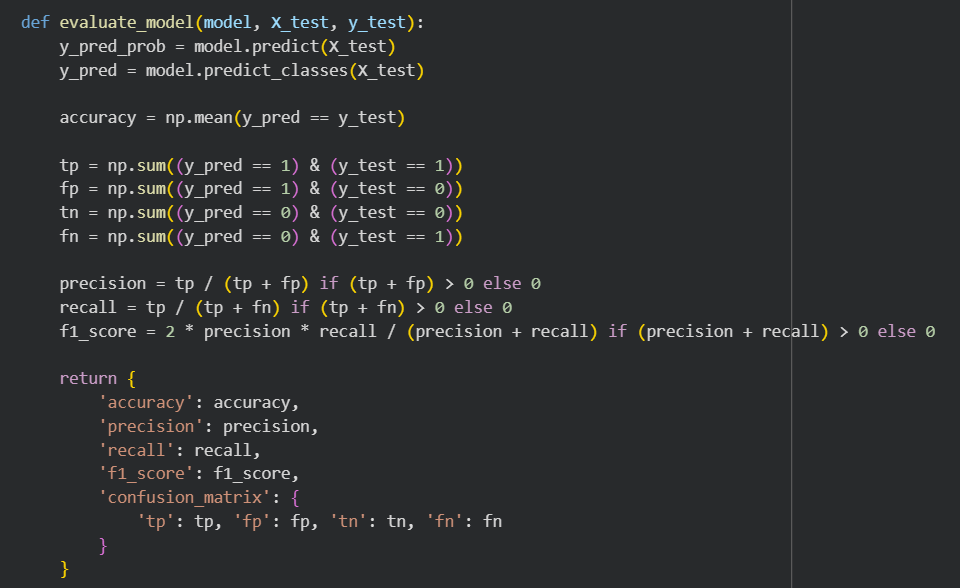 def evaluate_model(model, X_test, y_test):
    y_pred_prob = model.predict(X_test)
    y_pred = model.predict_classes(X_test)

    accuracy = np.mean(y_pred == y_test)

    tp = np.sum((y_pred == 1) & (y_test == 1))
    fp = np.sum((y_pred == 1) & (y_test == 0))
    tn = np.sum((y_pred == 0) & (y_test == 0))
    fn = np.sum((y_pred == 0) & (y_test == 1))

    precision = tp / (tp + fp) if (tp + fp) > 0 else 0
    recall = tp / (tp + fn) if (tp + fn) > 0 else 0
    f1_score = 2 * precision * recall / (precision + recall) if (precision + recall) > 0 else 0

    return {
        'accuracy': accuracy,
        'precision': precision,
        'recall': recall,
        'f1_score': f1_score,
        'confusion_matrix': {
            'tp': tp, 'fp': fp, 'tn': tn, 'fn': fn
        }
    }